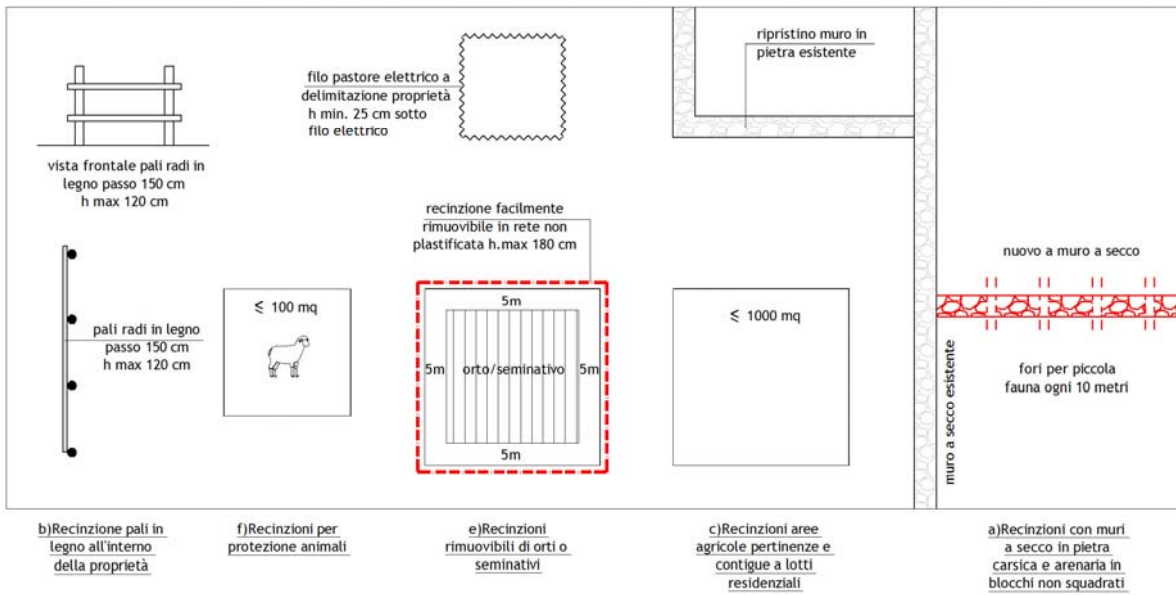 ripristino muro in
pietra esistente
filo pastore elettrico a
delimitazione proprietà
h min. 25 cm sotto
filo elettrico
vista frontale pali radi in
legno passo 150 cm
h max 120 cm
recinzione facilmente
rimuovibile in rete non
plastificata h.max 180 cm
nuovo a muro a secco
≤ 100 mq
5m
≤ 1000 mq
pali radi in legno
passo 150 cm
h max 120 cm
5m
orto/seminativo
5m
5m
muro a secco esistente
fori per piccola
fauna ogni 10 metri
b)Recinzione pali in
legno all'interno
della proprietà
f)Recinzioni per
protezione animali
e)Recinzioni
rimuovibili di orti o
seminativi
c)Recinzioni aree
agricole pertinenze e
contigue a lotti
residenziali
a)Recinzioni con muri
a secco in pietra
carsica e arenaria in
blocchi non squadrati